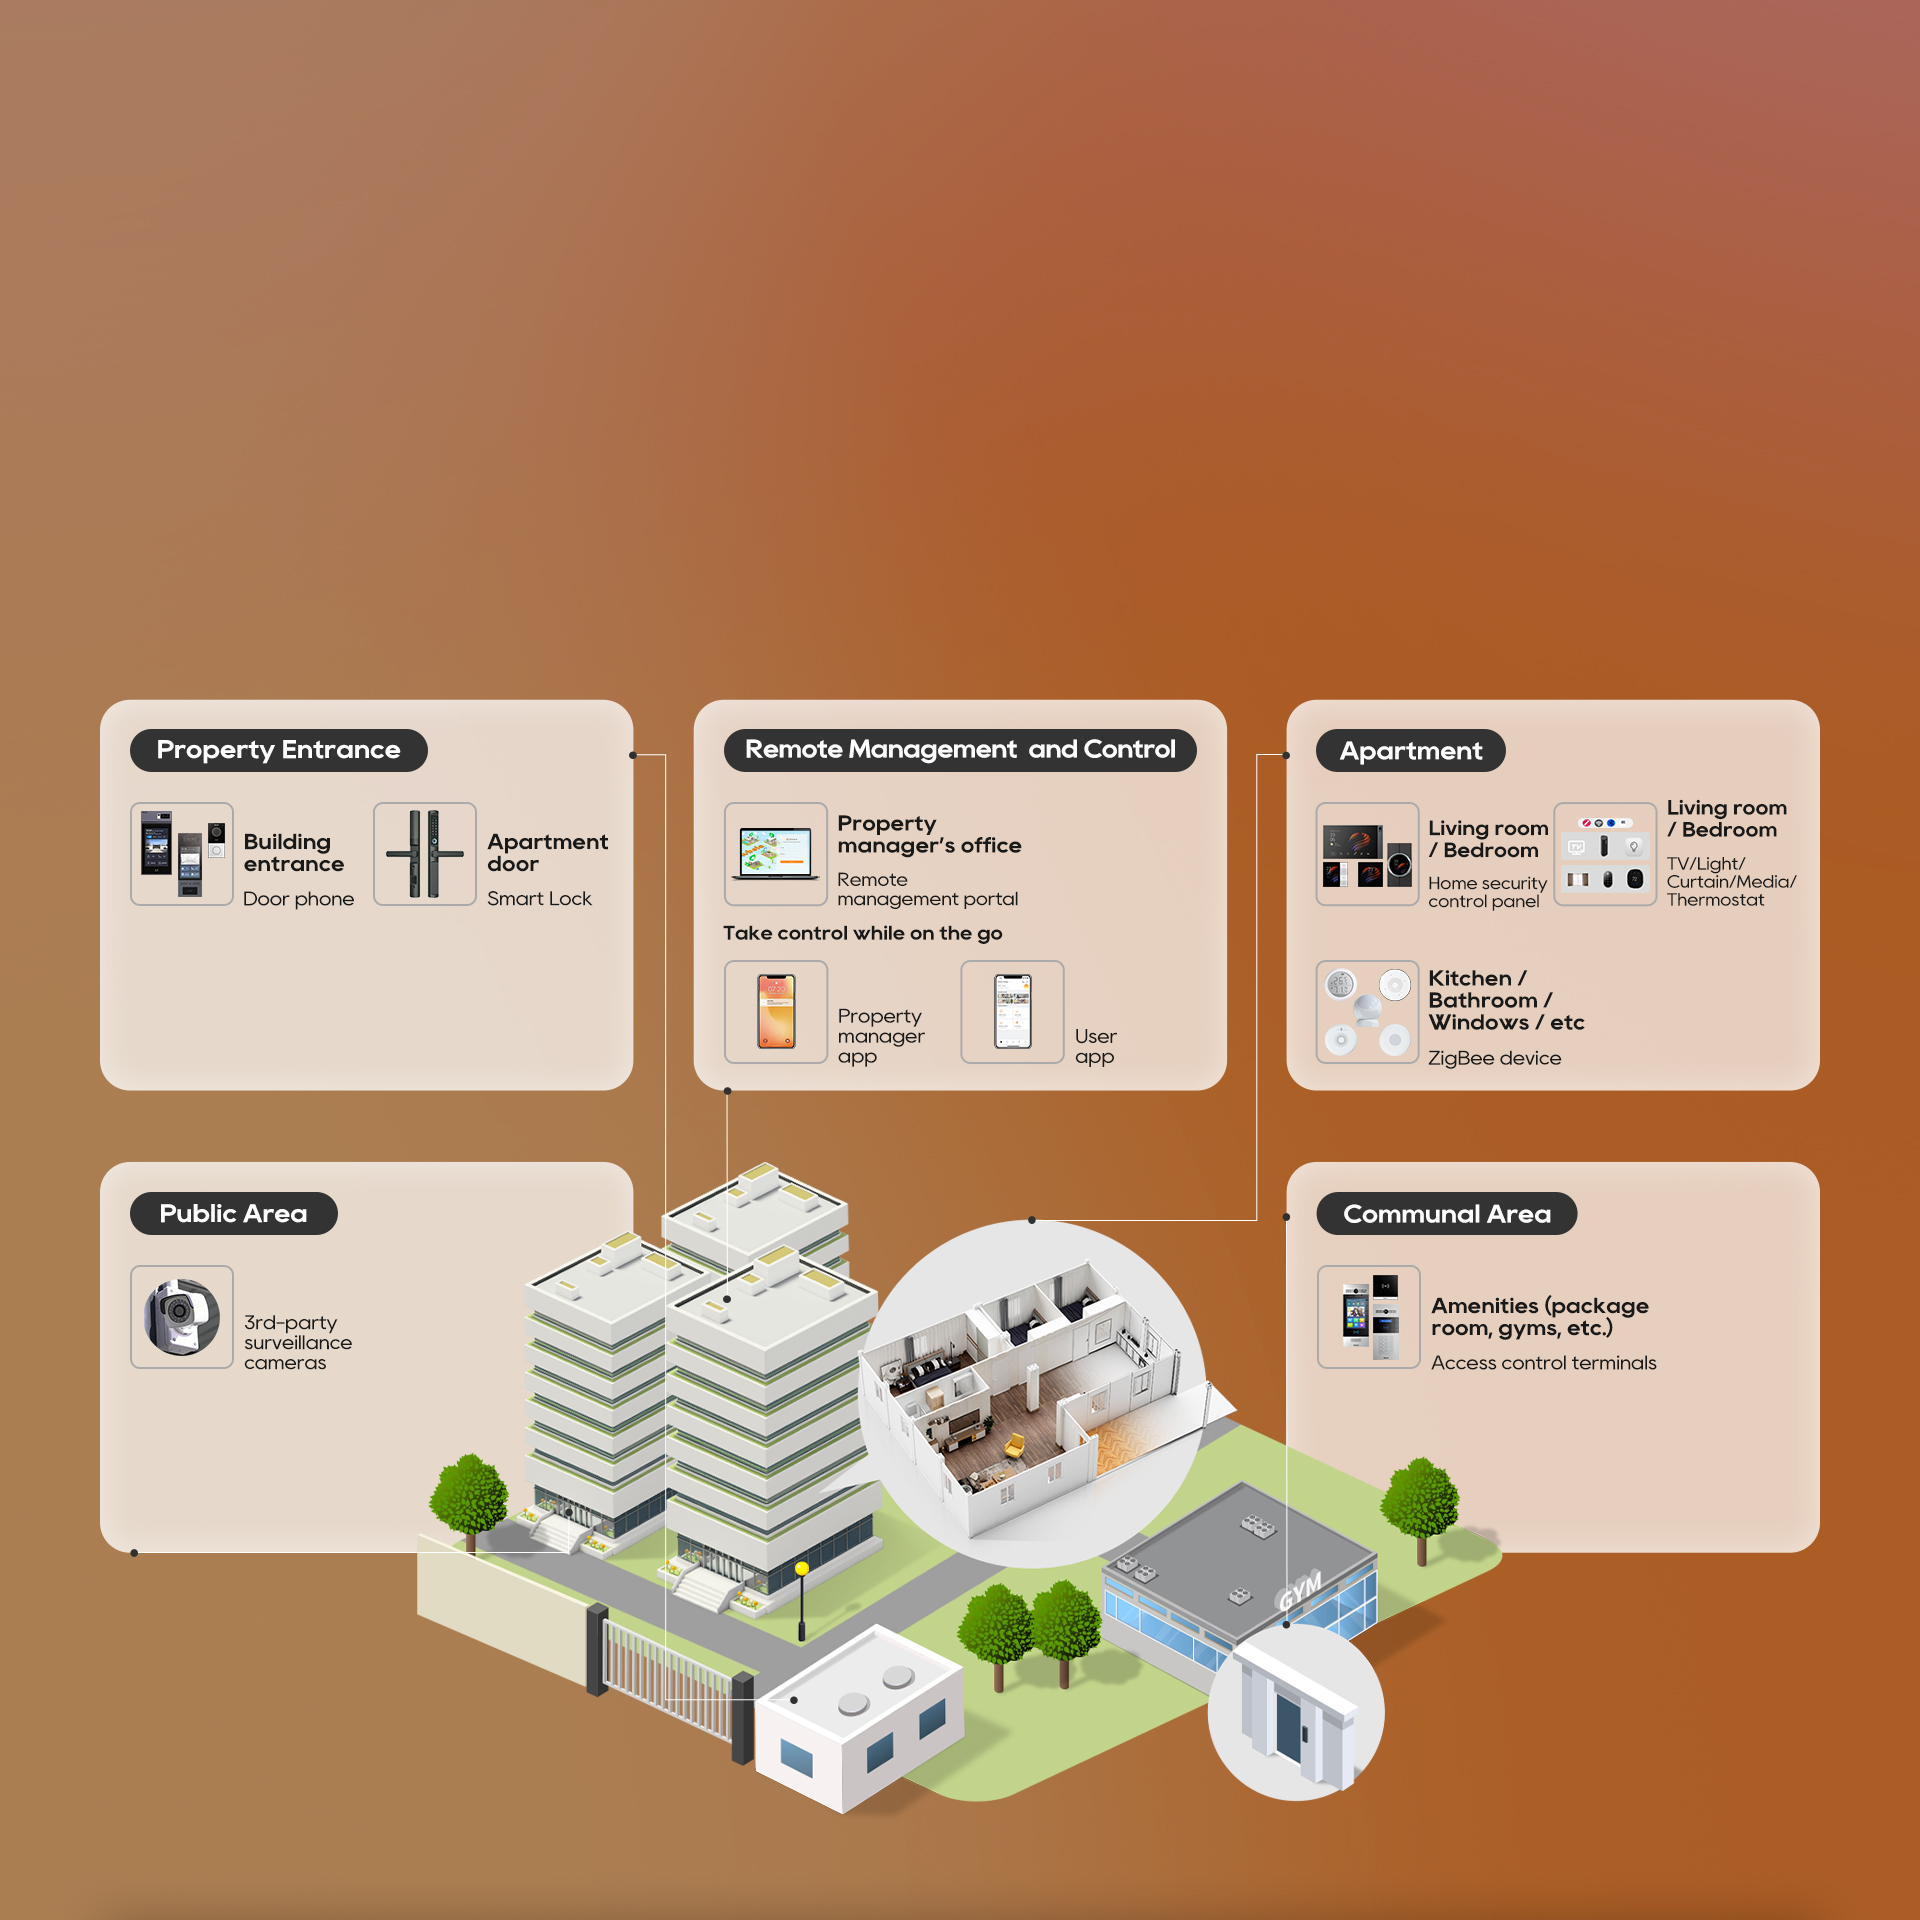 Property Entrance
Building
entrance
Door phone
Apartment
door
Smart Lock
Remote Management and Control
Property
manager's office
Remote
management portal
Take control while on the go
Property
manager
app
User
app
Apartment
Living room
/ Bedroom
Home security
control panel
TV
Living room
/ Bedroom
TV/Light/
Curtain/Media/
Thermostat
Kitchen /
Bathroom /
Windows / etc
ZigBee device
Public Area
3rd-party
surveillance
cameras
Communal Area
Amenities (package
room, gyms, etc.)
Access control terminals
GYM